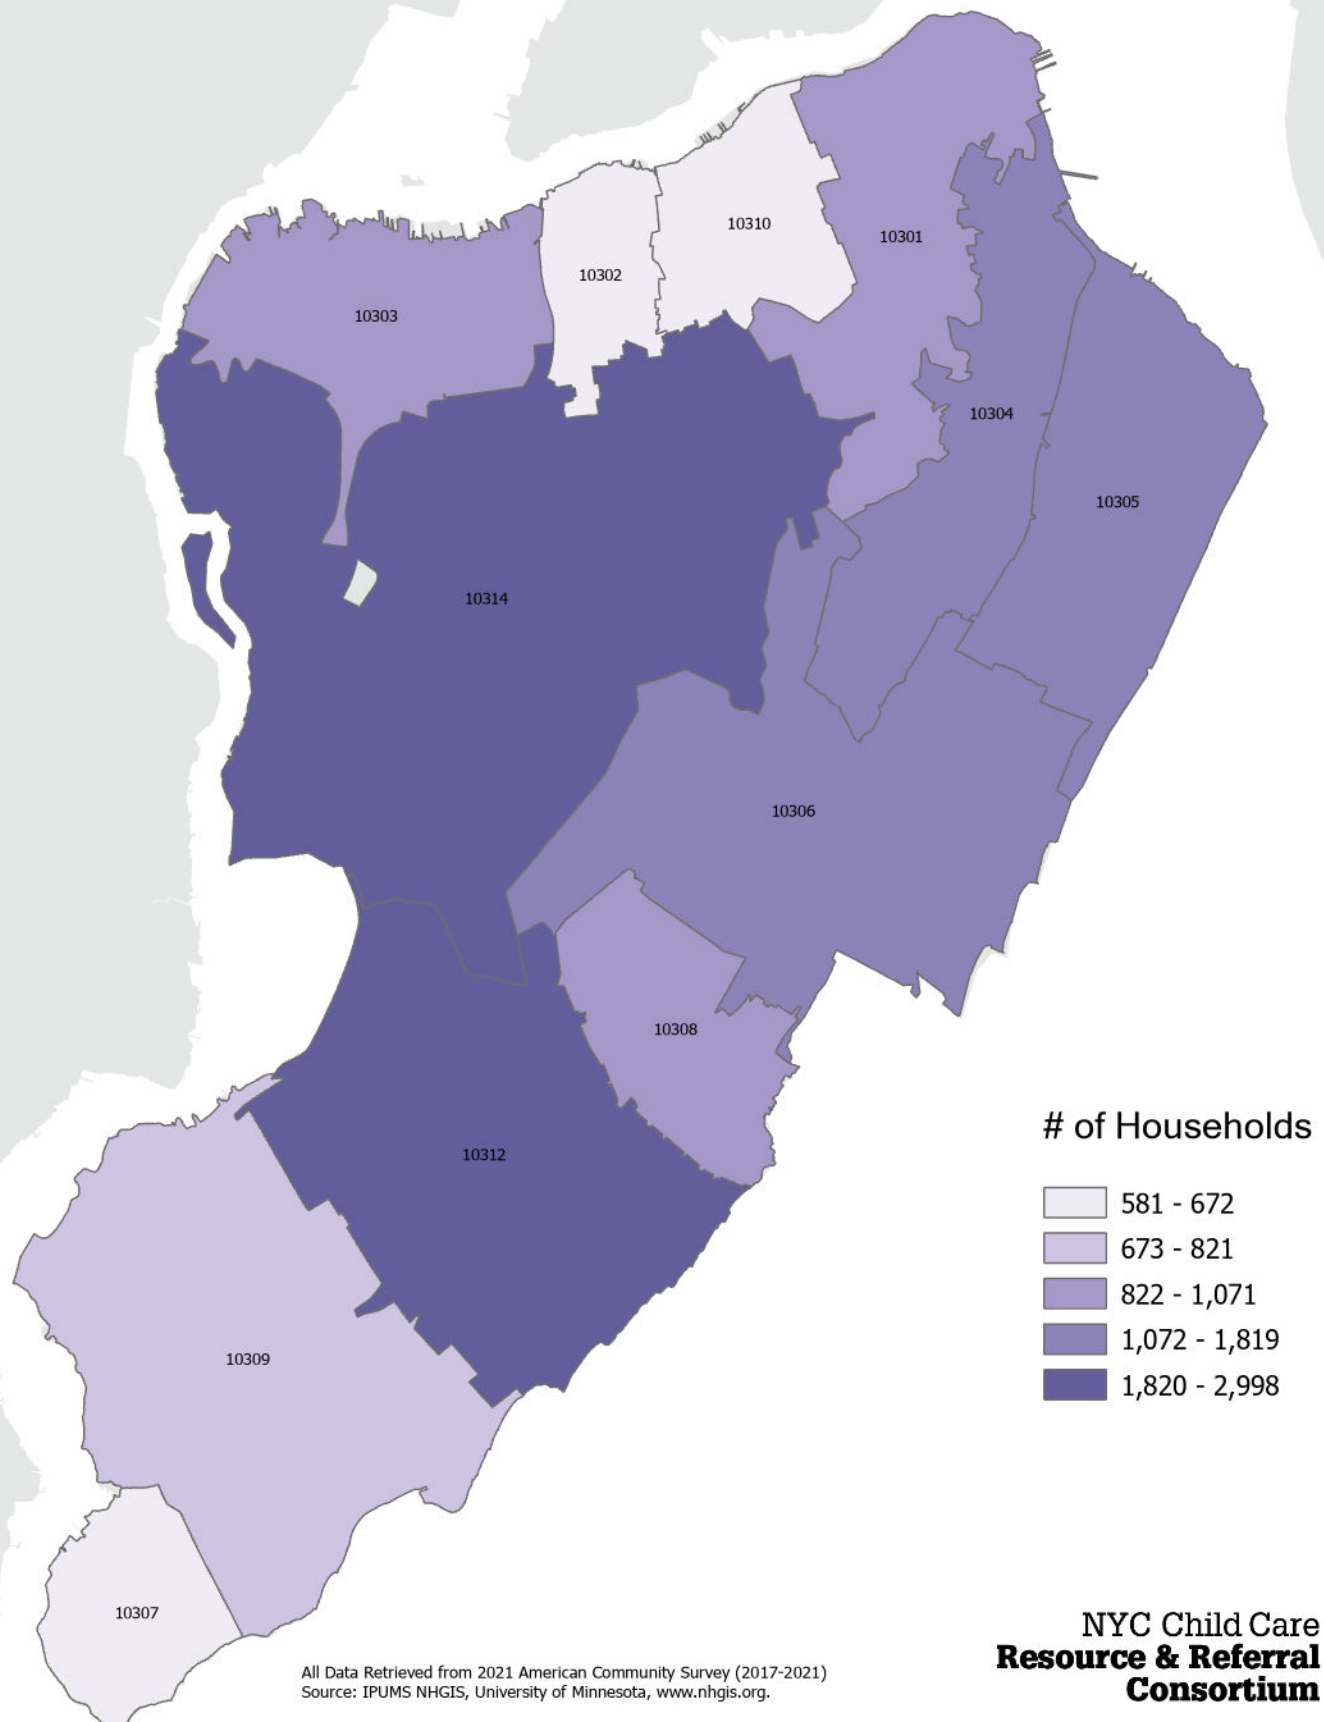 10310
10301
10302
10303
10304
10305
10314
10306
10308
# of Households
10312
581 - 672
673 - 821
822 - 1,071
1,072 - 1,819
10309
1,820 - 2,998
10307
NYC Child Care
Resource & Referral
Consortium
All Data Retrieved from 2021 American Community Survey (2017-2021)
Source: IPUMS NHGIS, University of Minnesota, www.nhgis.org.